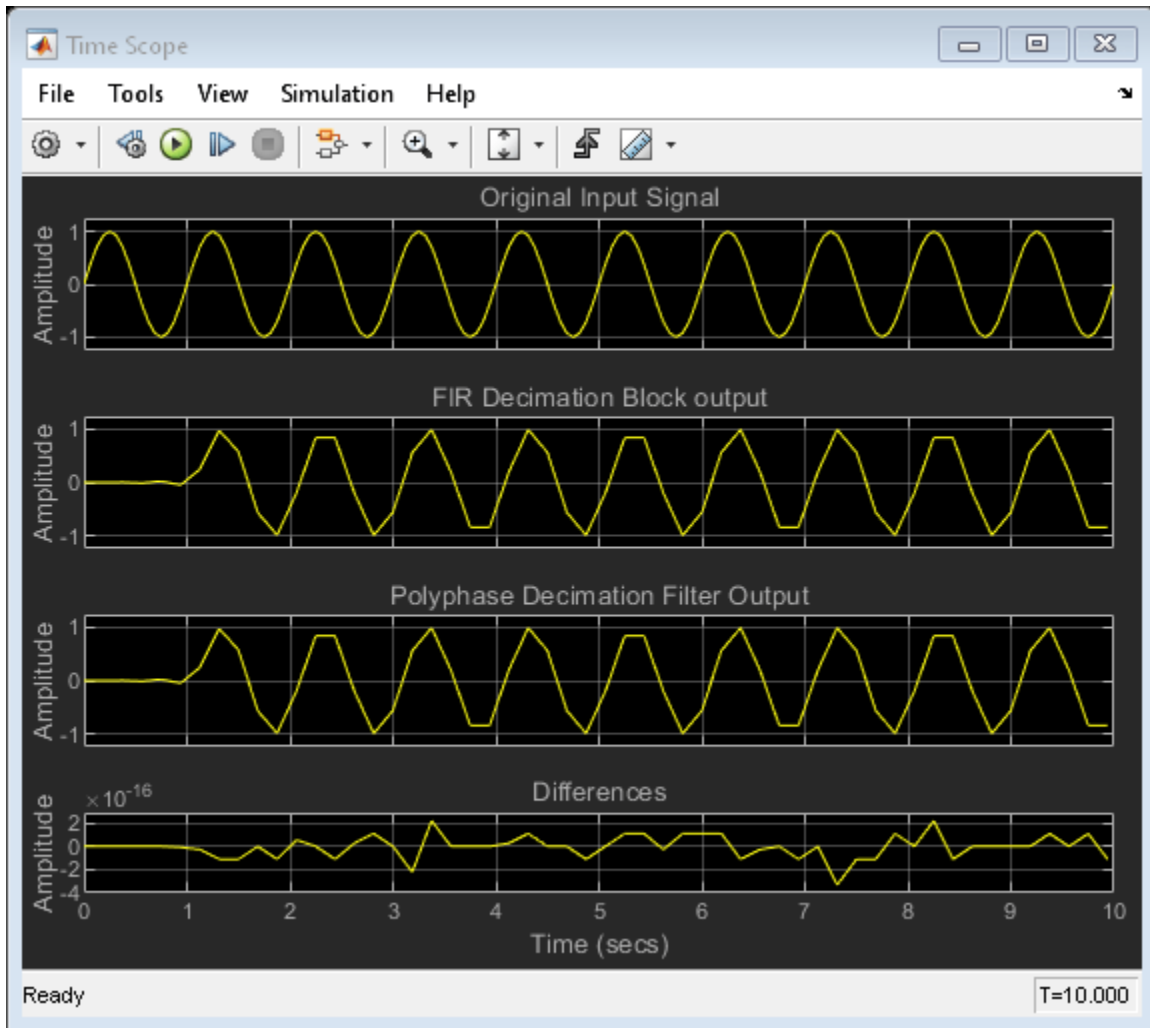 Time Scope
File Tools View Simulation Help
Original Input Signal
Amplitude
1
0
-1
FIR Decimation Block output
Amplitude
1
0
-1
Polyphase Decimation Filter Output
Amplitude
1
0
-1
Differences
×10^-16
Amplitude
2
0
-2
-4
0 1 2 3 4 5 6 7 8 9 10
Time (secs)
Ready T=10.000